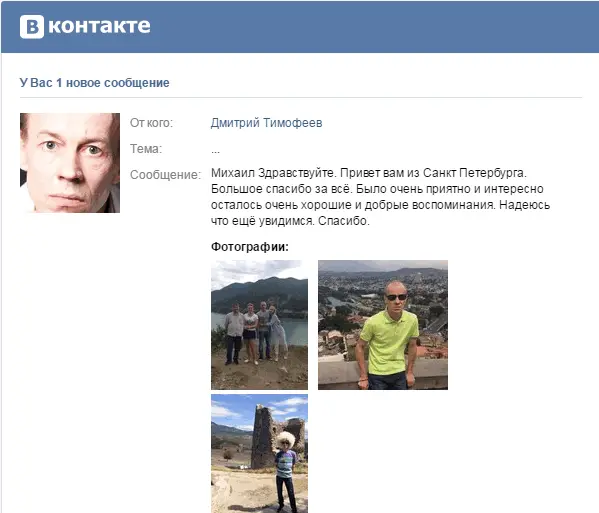 В контакте
У Вас 1 новое сообщение
От кого: Дмитрий Тимофеев
Тема: ...
Сообщение: Михаил Здравствуйте. Привет вам из Санкт Петербурга.
Большое спасибо за всё. Было очень приятно и интересно
осталось очень хорошие и добрые воспоминания. Надеюсь
что ещё увидимся. Спасибо.
Фотографии: